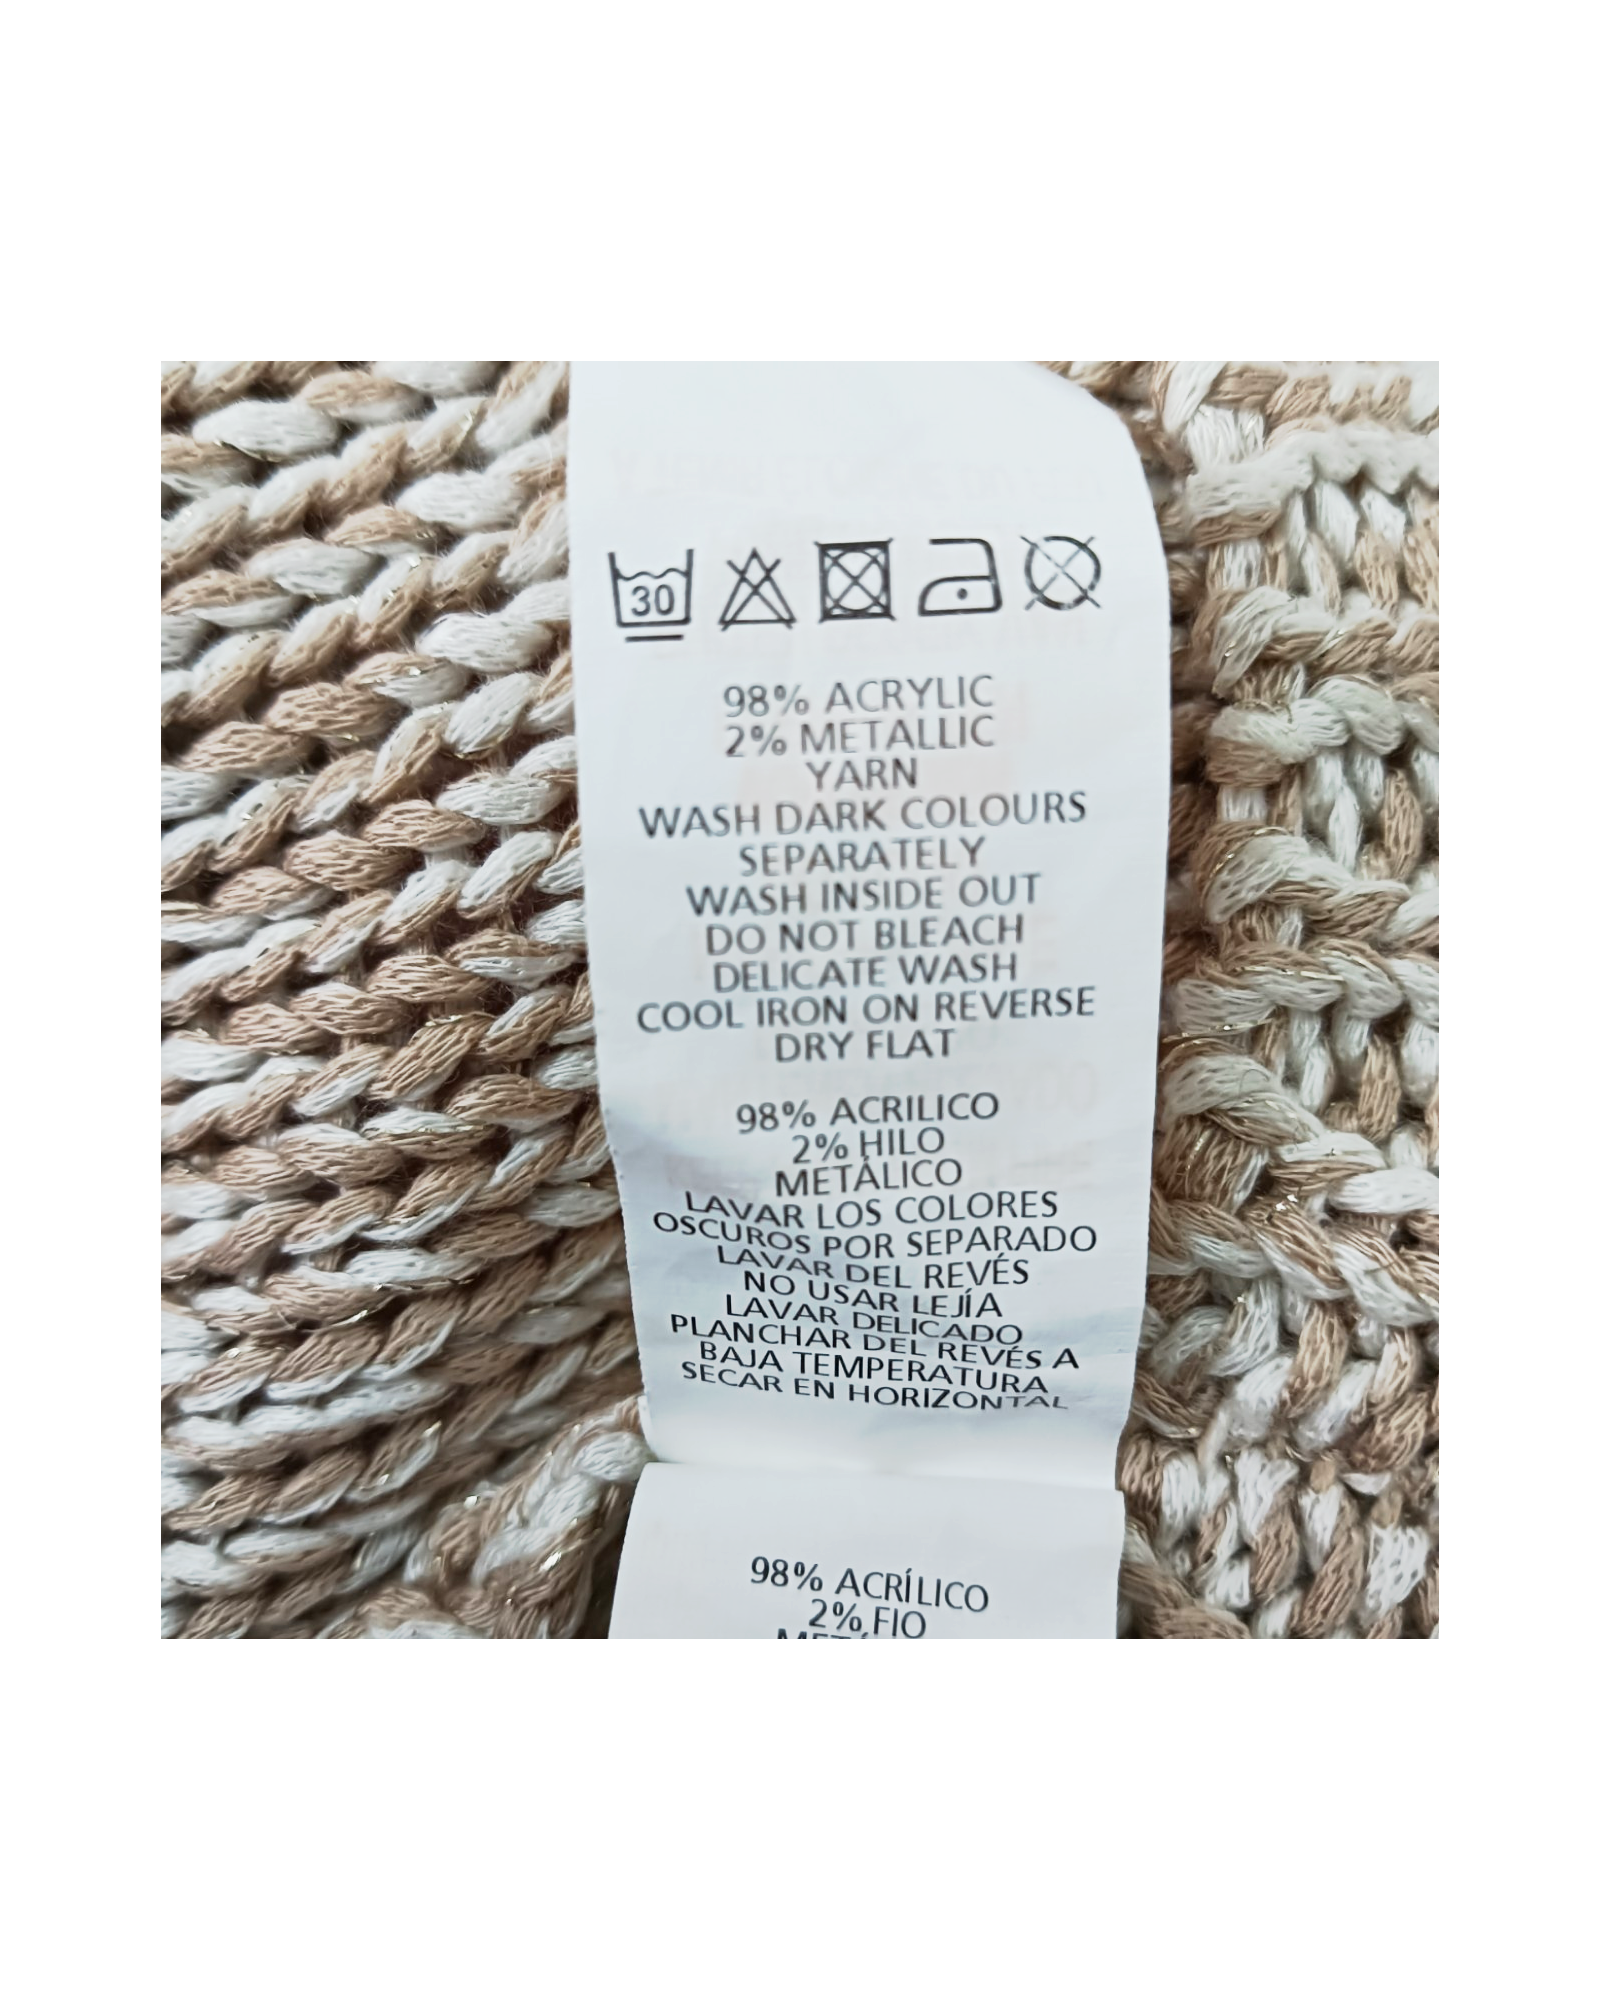 30
98% ACRYLIC
2% METALLIC
YARN
WASH DARK COLOURS
SEPARATELY
WASH INSIDE OUT
DO NOT BLEACH
DELICATE WASH
COOL IRON ON REVERSE
DRY FLAT
98% ACRILICO
2% HILO
METÁLICO
LAVAR LOS COLORES
OSCUROS POR SEPARADO
LAVAR DEL REVÉS
NO USAR LEJÍA
LAVAR DELICADO
PLANCHAR DEL REVÉS A
BAJA TEMPERATURA
SECAR EN HORIZONTAL
98% ACRÍLICO
2% FIO